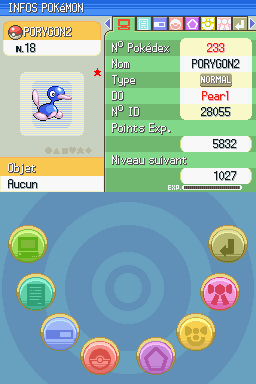 INFOS POKéMON
PORYGON2
N.18
Objet
Aucun
N° Pokédex 233
Nom PORYGON2
Type NORMAL
DO Pearl
N° ID 28055
Points Exp.
5832
Niveau suivant
1027
EXP.